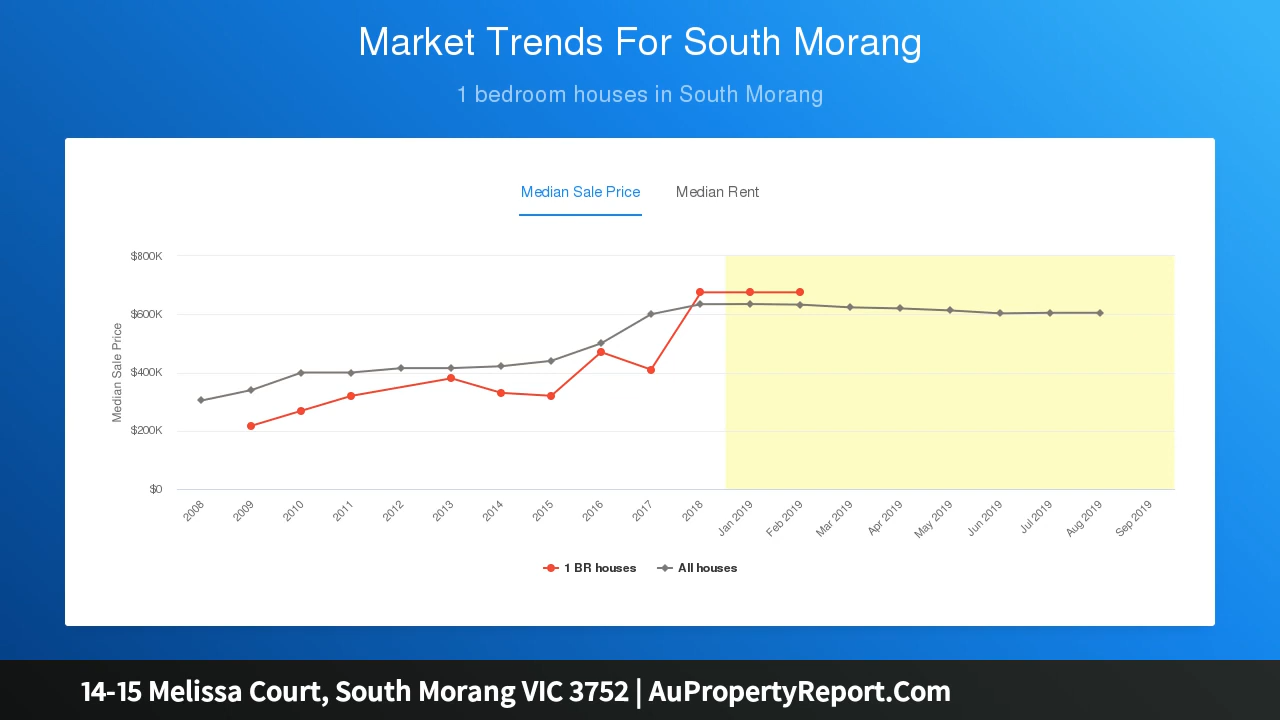 Market Trends For South Morang
1 bedroom houses in South Morang
Median Sale Price Median Rent
Median Sale Price
$800K
$600K
$400K
$200K
$0
2008 2009 2010 2011 2012 2013 2014 2015 2016 2017 2018 Jan 2019 Feb 2019 Mar 2019 Apr 2019 May 2019 Jun 2019 Jul 2019 Aug 2019 Sep 2019
1 BR houses All houses
14-15 Melissa Court, South Morang VIC 3752 | AuPropertyReport.Com